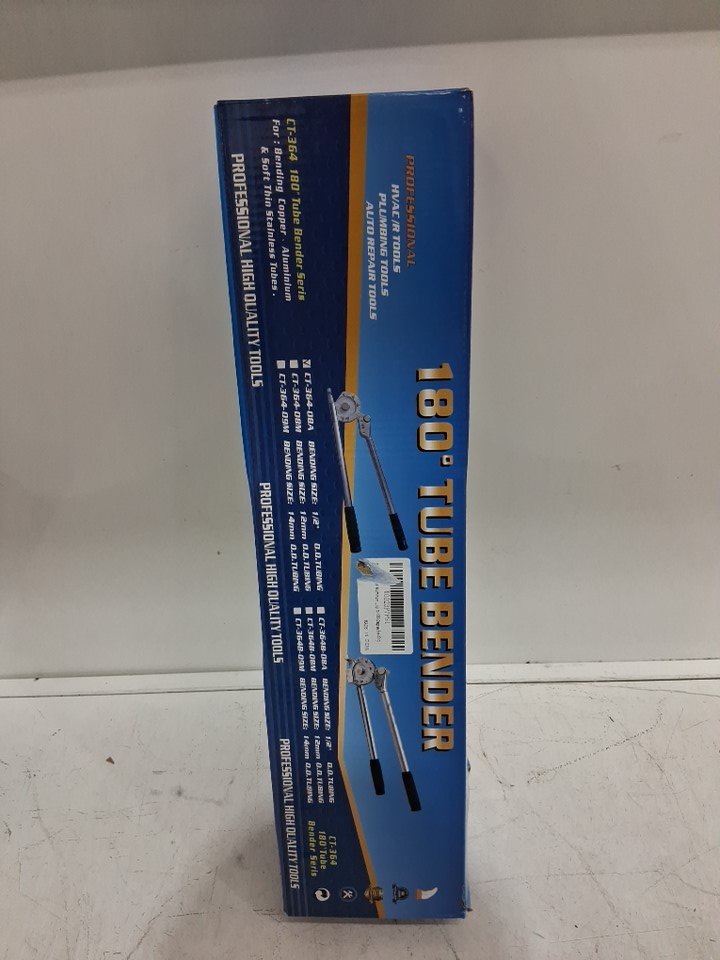 PROFESSIONAL
HVAC/R TOOLS
PLUMBING TOOLS
AUTO REPAIR TOOLS
180° TUBE BENDER
CT-364 180° Tube Bender Seris
For : Bending Copper、Aluminium
& Soft Thin Stainless Tubes .
CT-364-08A BENDING SIZE: 1/2" O.D.TUBING
CT-364-08M BENDING SIZE: 12mm O.D.TUBING
CT-364-09M BENDING SIZE: 14mm O.D.TUBING
CT-364B-08A BENDING SIZE: 1/2" O.D.TUBING
CT-364B-08M BENDING SIZE: 12mm O.D.TUBING
CT-364B-09M BENDING SIZE: 14mm O.D.TUBING
CT-364
180°Tube
Bender Seris
PROFESSIONAL HIGH QUALITY TOOLS
PROFESSIONAL HIGH QUALITY TOOLS
PROFESSIONAL HIGH QUALITY TOOLS